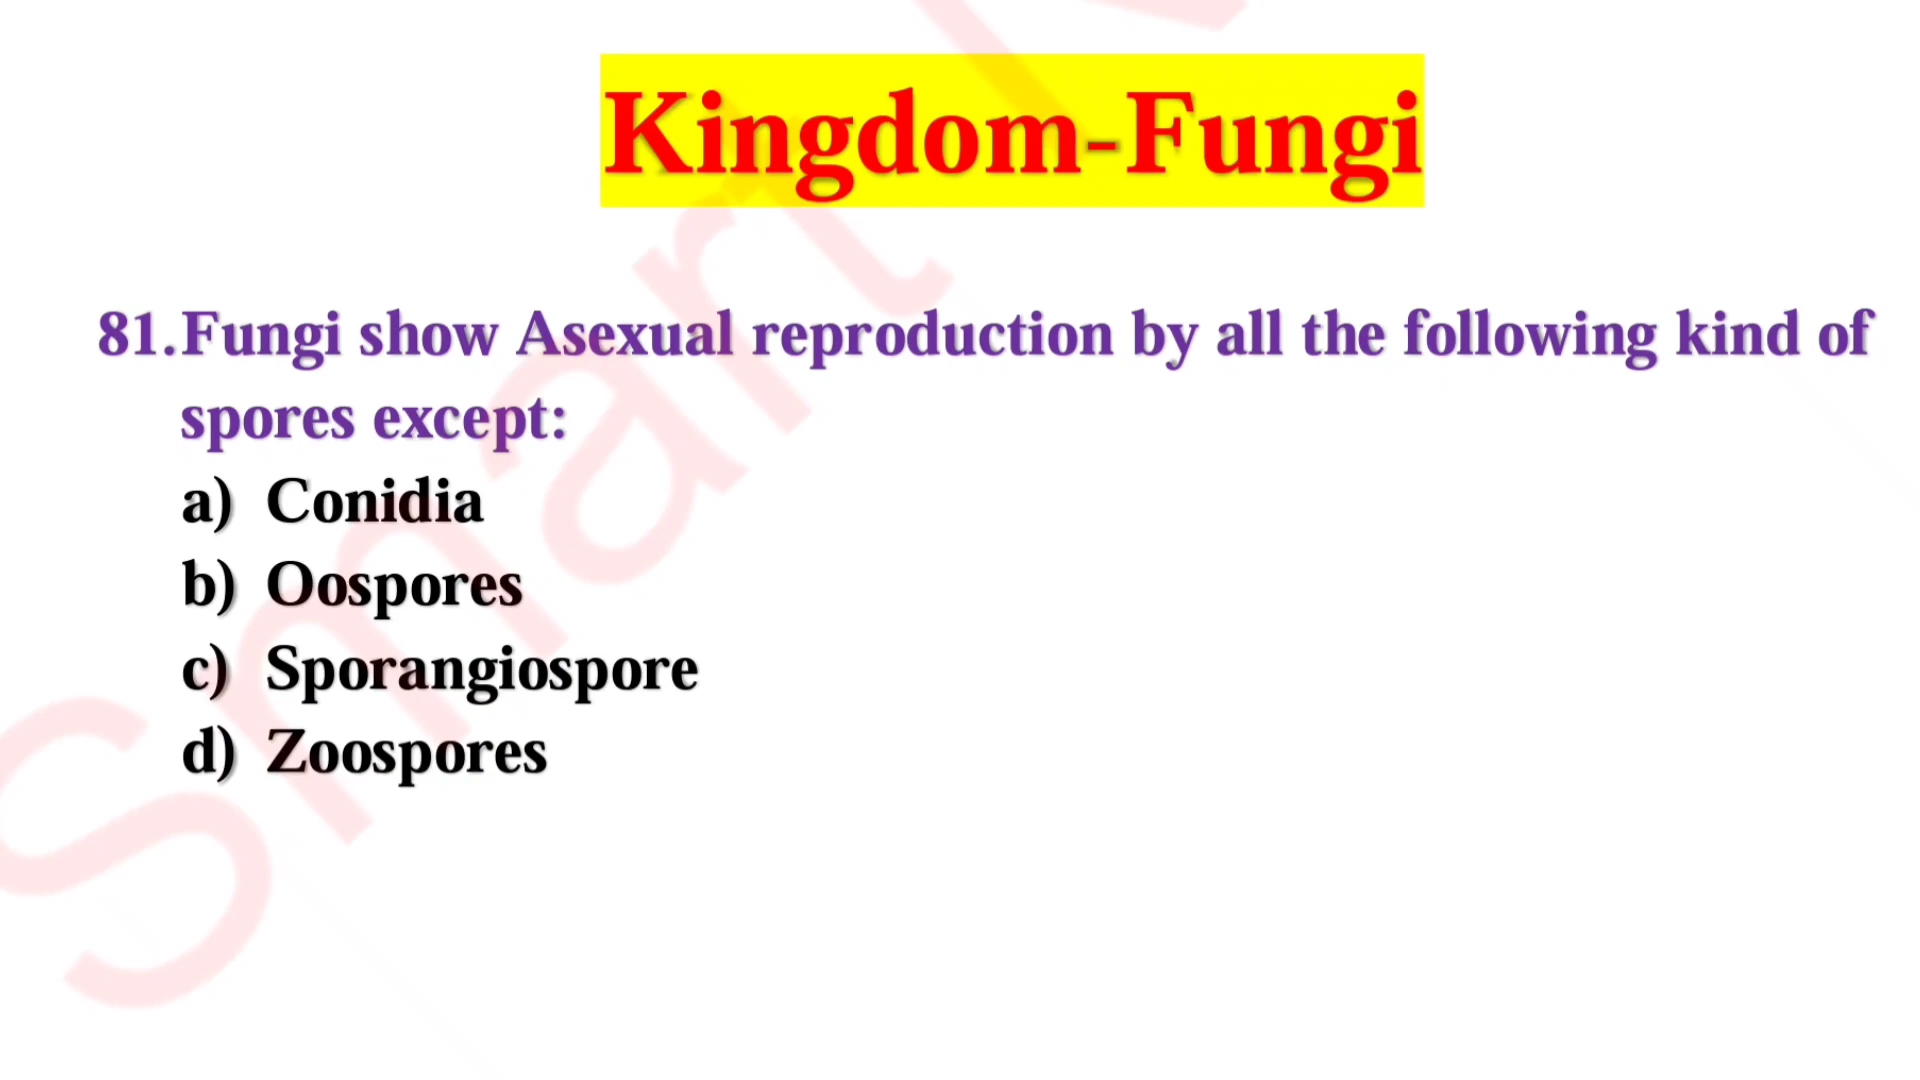 Kingdom-Fungi
81.Fungi show Asexual reproduction by all the following kind of
spores except:
a) Conidia
b) Oospores
c) Sporangiospore
d) Zoospores
Smart